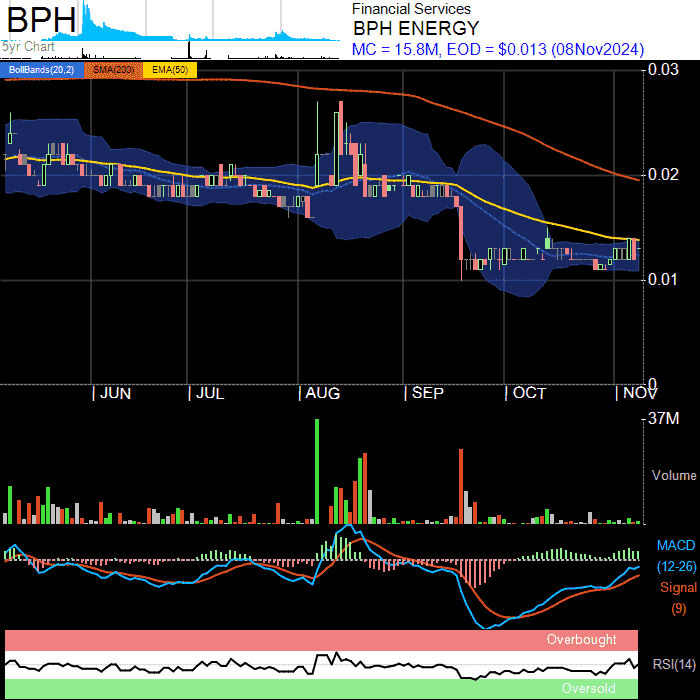 BPH
Financial Services
BPH ENERGY
MC = 15.8M, EOD = $0.013 (08Nov2024)
5yr Chart
BollBands(20,2) SMA(200) EMA(50)
0.03
0.02
0.01
0
| JUN | JUL | AUG | SEP | OCT | NOV
37M
Volume
MACD
(12-26)
Signal
(9)
Overbought
RSI(14)
Oversold